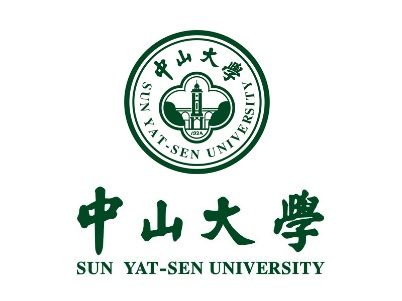 中山大學
SUN YAT-SEN UNIVERSITY
1924
中山大學
SUN YAT-SEN UNIVERSITY